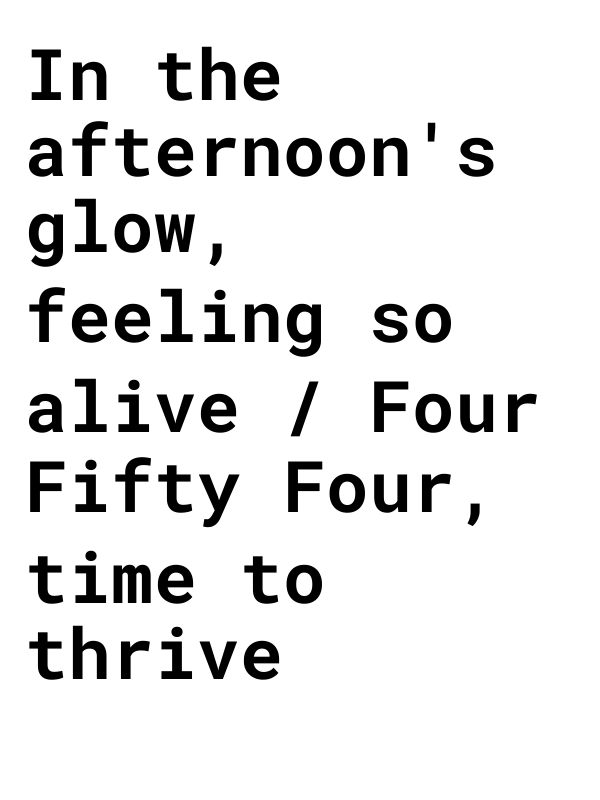 In the
afternoon's
glow,
feeling so
alive / Four
Fifty Four,
time to
thrive